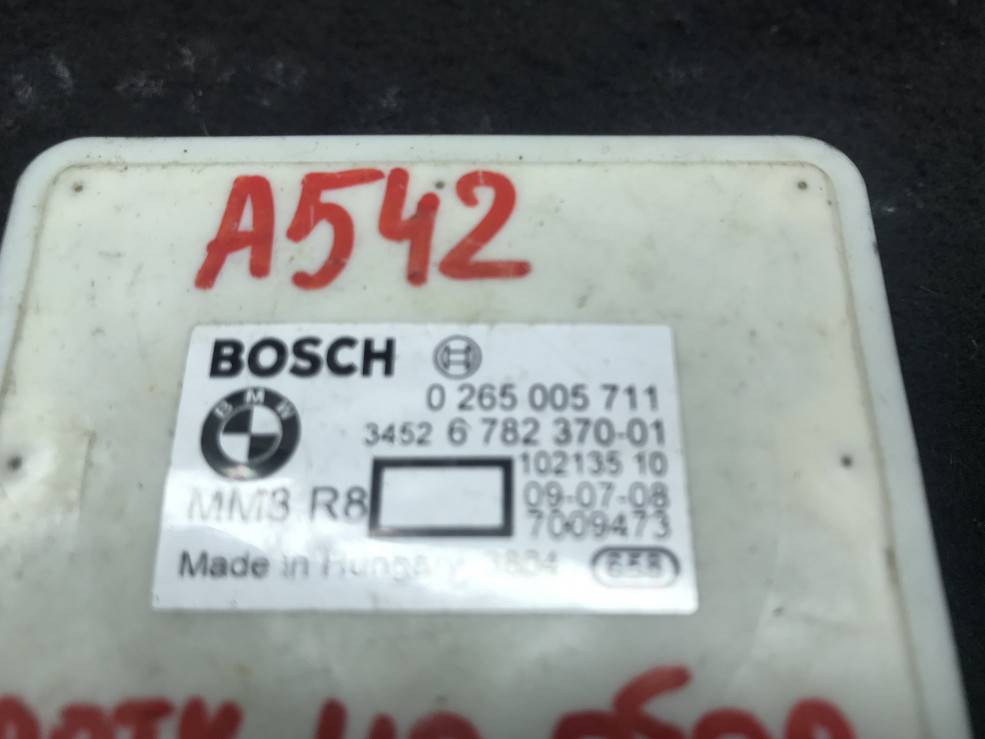 A542
BOSCH
BMW
0 265 005 711
3452 6 782 370-01
102135 10
09-07-08
MM3 R8
7009473
Made in Hungary